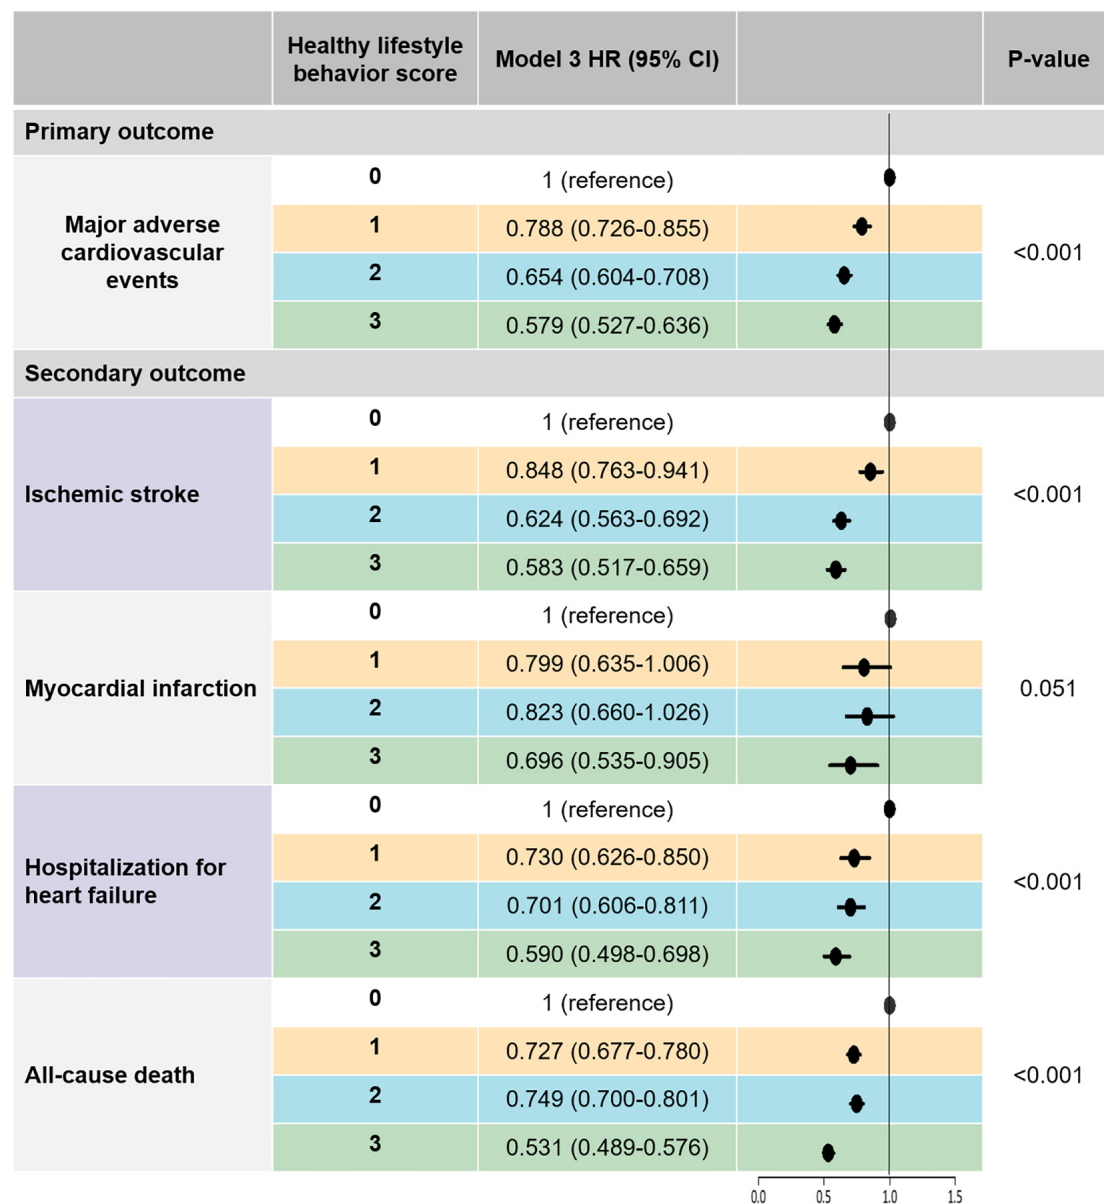 Healthy lifestyle
behavior score
Model 3 HR (95% CI)
P-value
Primary outcome
Major adverse
cardiovascular
events
0
1 (reference)
1
0.788 (0.726-0.855)
2
0.654 (0.604-0.708)
3
0.579 (0.527-0.636)
<0.001
Secondary outcome
Ischemic stroke
0
1 (reference)
1
0.848 (0.763-0.941)
2
0.624 (0.563-0.692)
3
0.583 (0.517-0.659)
<0.001
Myocardial infarction
0
1 (reference)
1
0.799 (0.635-1.006)
2
0.823 (0.660-1.026)
3
0.696 (0.535-0.905)
0.051
Hospitalization for
heart failure
0
1 (reference)
1
0.730 (0.626-0.850)
2
0.701 (0.606-0.811)
3
0.590 (0.498-0.698)
<0.001
All-cause death
0
1 (reference)
1
0.727 (0.677-0.780)
2
0.749 (0.700-0.801)
3
0.531 (0.489-0.576)
<0.001
0.0 0.5 1.0 1.5